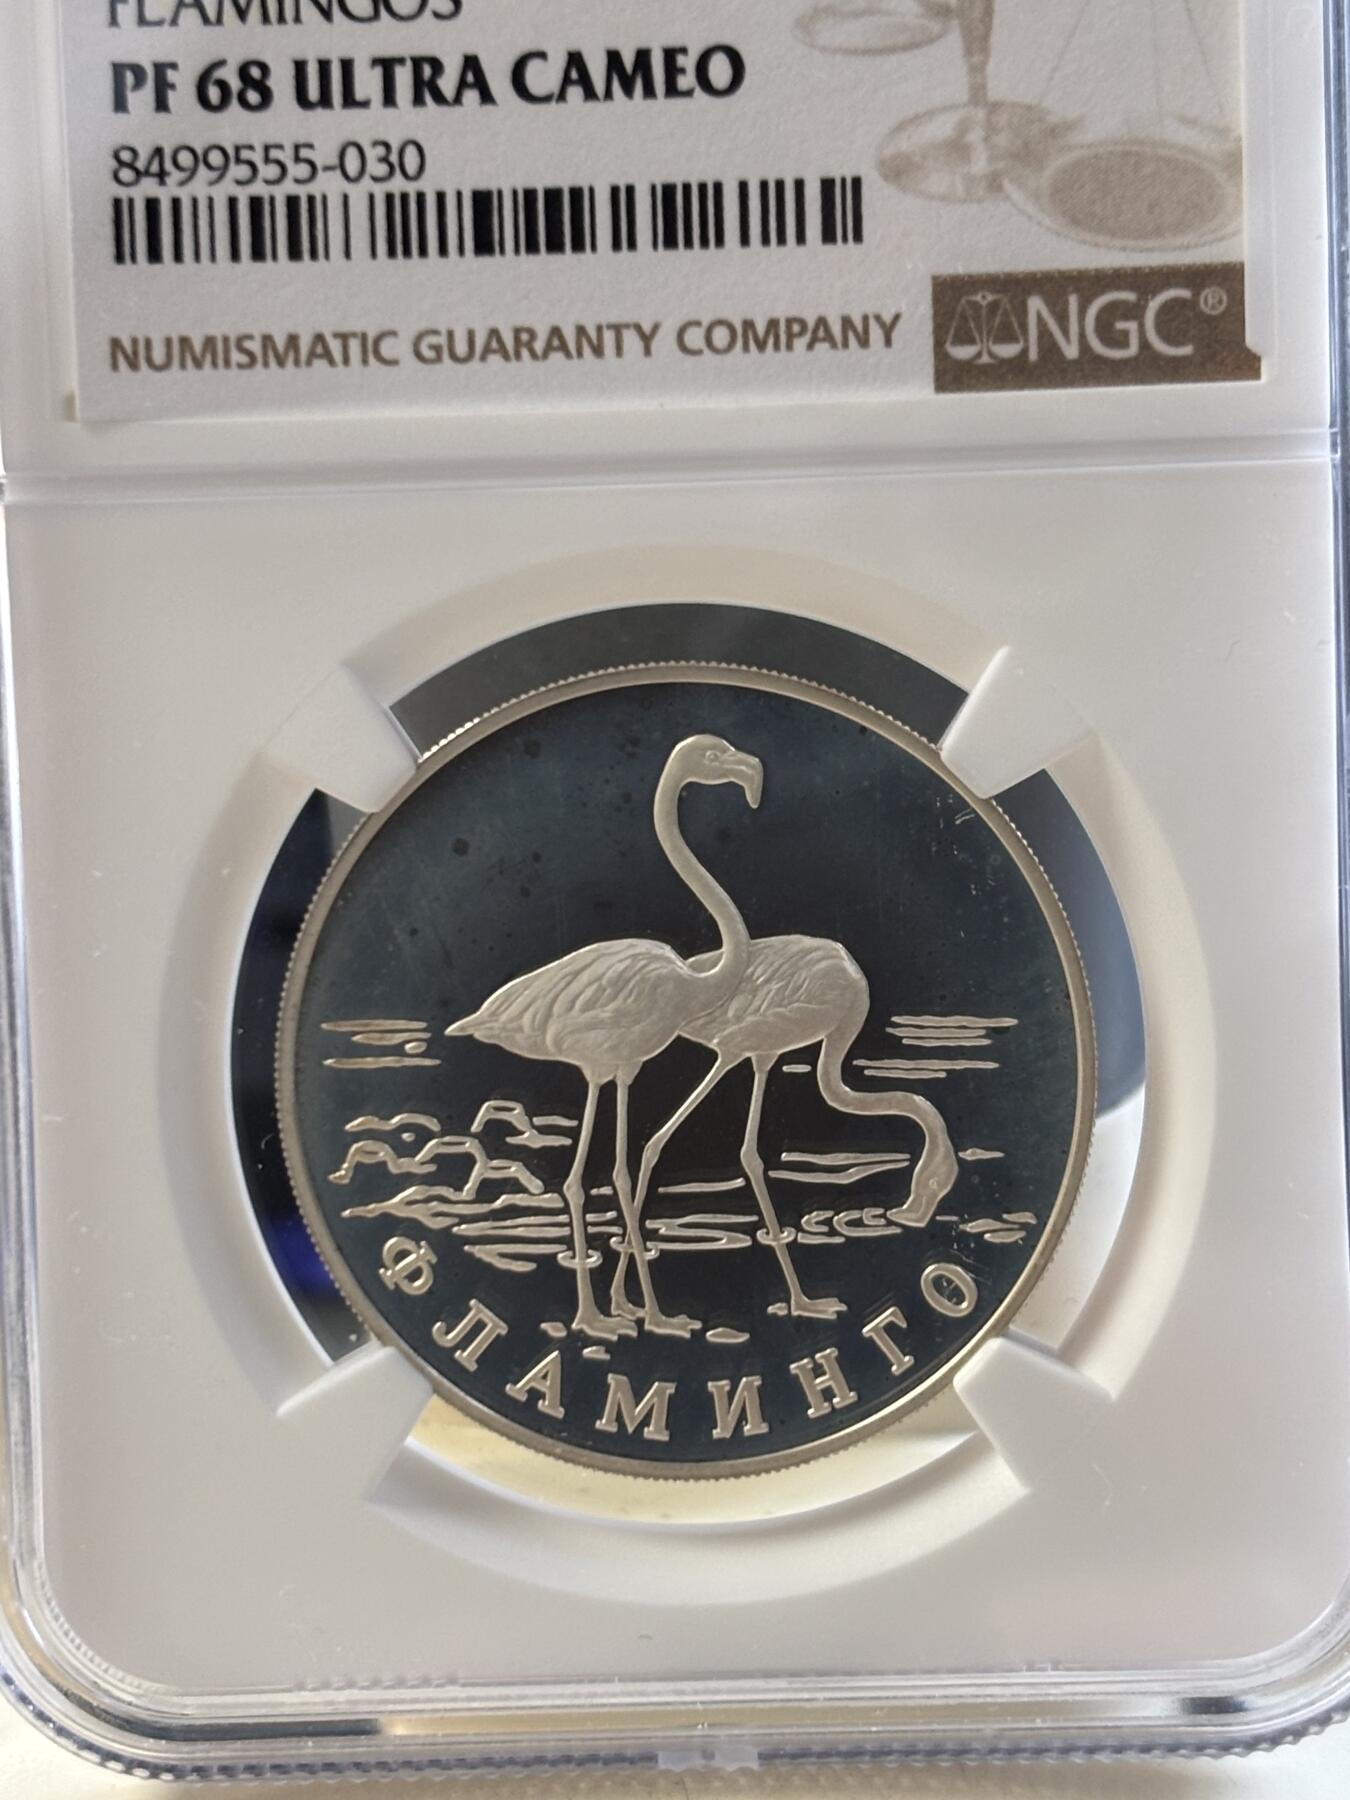 FLAMINGOS
PF 68 ULTRA CAMEO
8499555-030
NUMISMATIC GUARANTY COMPANY
NGC®
ФЛАМИНГО